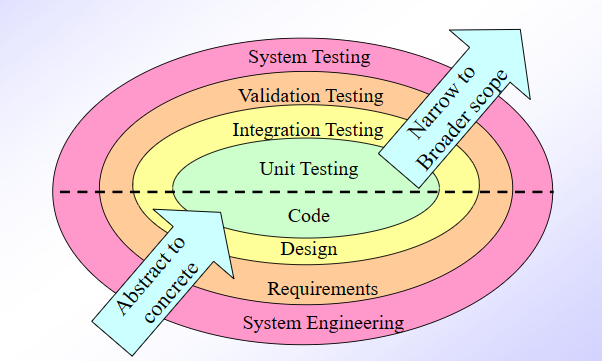 System Testing
Validation Testing
Integration Testing
Unit Testing
Narrow to
Broader scope
Code
Design
Requirements
System Engineering
Abstract to
concrete